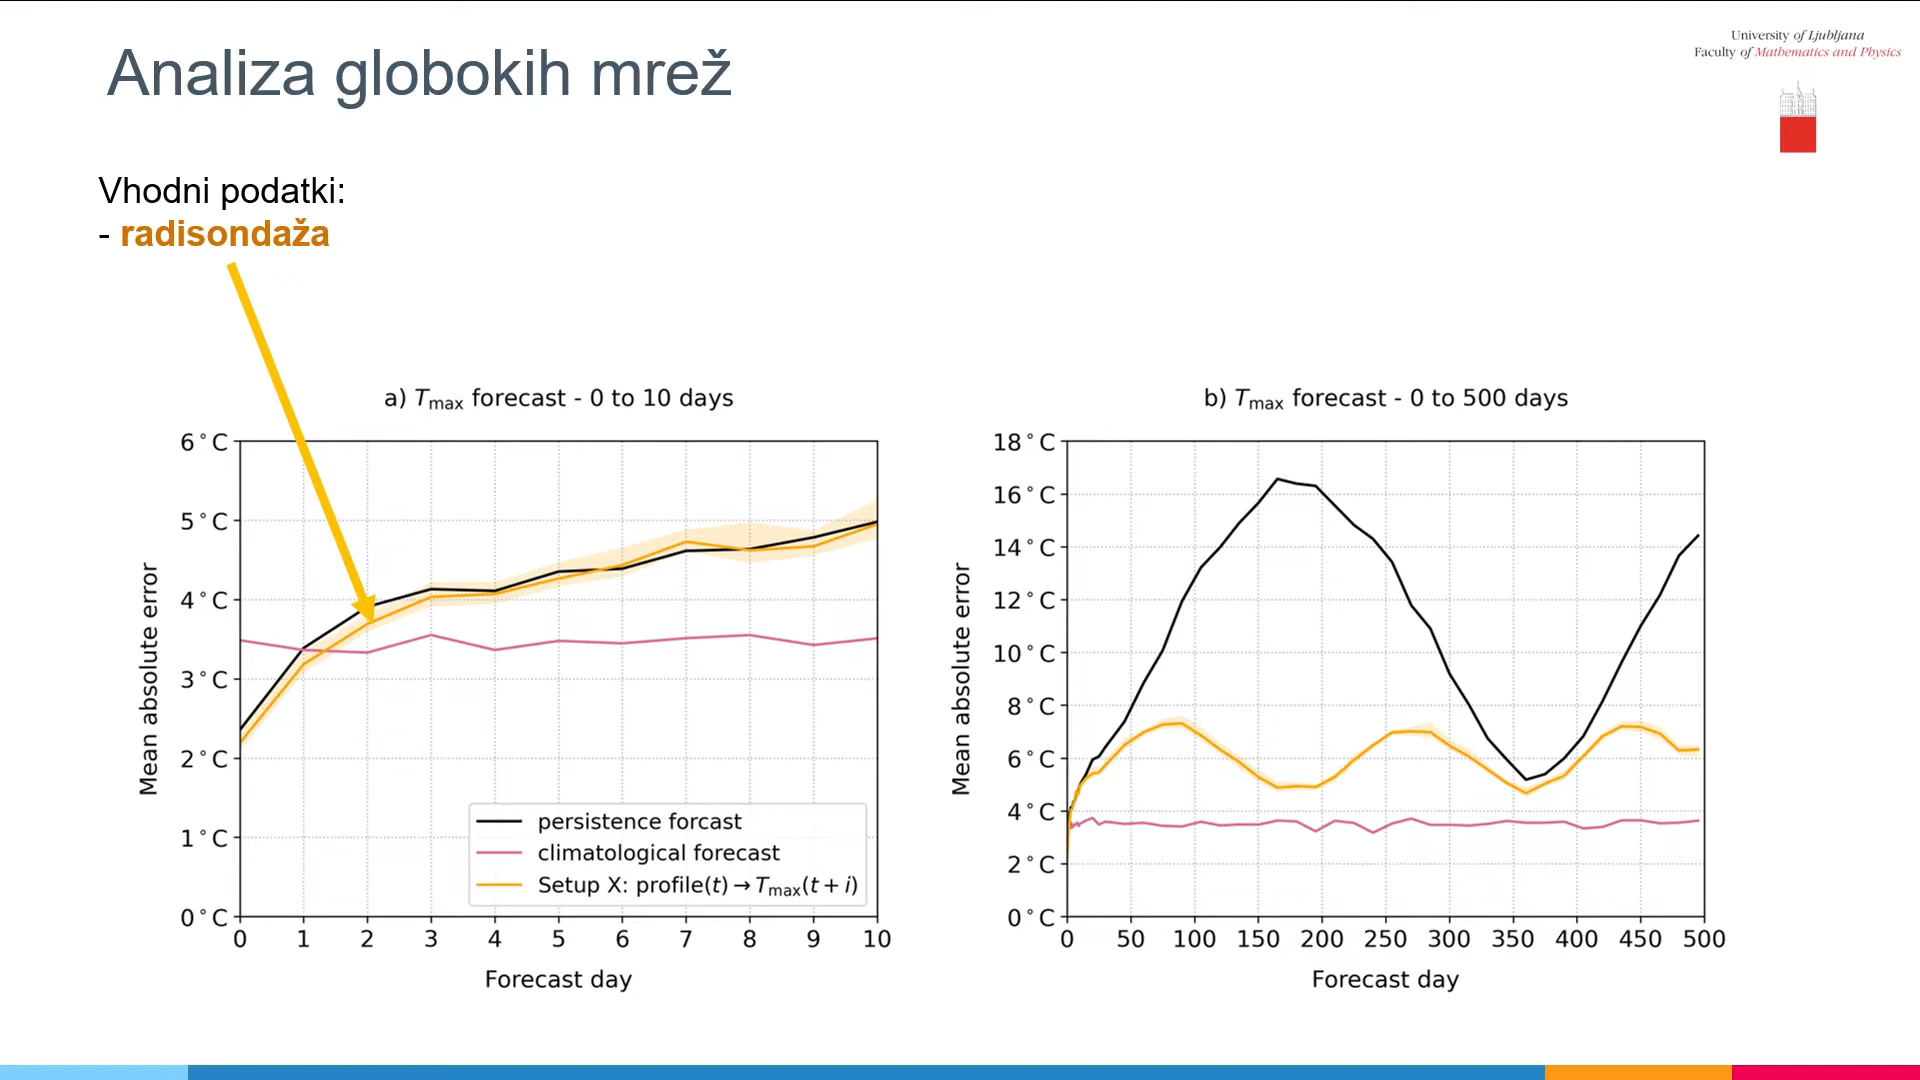 Analiza globokih mrež
University of Ljubljana
Faculty of Mathematics and Physics
Vhodni podatki:
- radisondaža
a) Tmax forecast - 0 to 10 days
6°C
5°C
4°C
3°C
2°C
1°C
0°C
Mean absolute error
persistence forcast
climatological forecast
Setup X: profile(t)→Tmax(t+i)
0 1 2 3 4 5 6 7 8 9 10
Forecast day
b) Tmax forecast - 0 to 500 days
18°C
16°C
14°C
12°C
10°C
8°C
6°C
4°C
2°C
0°C
Mean absolute error
0 50 100 150 200 250 300 350 400 450 500
Forecast day